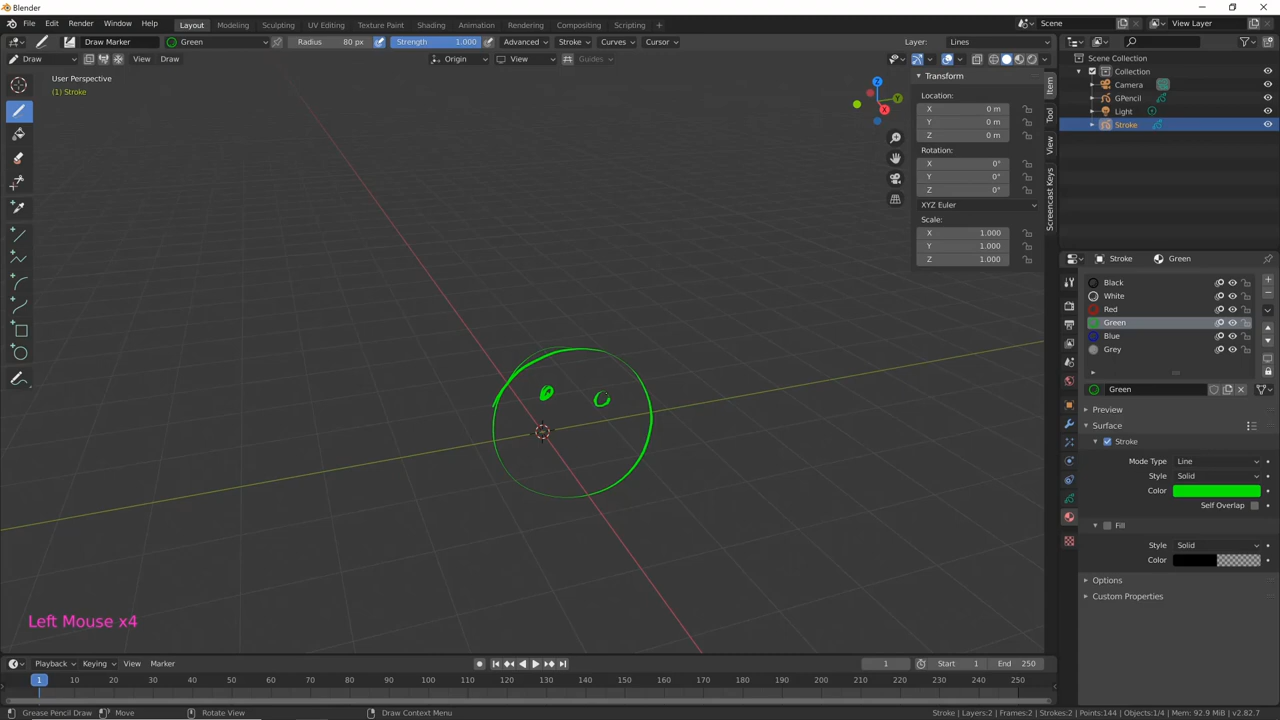 Blender
File Edit Render Window Help Layout Modeling Sculpting UV Editing Texture Paint Shading Animation Rendering Compositing Scripting + Scene View Layer
Draw Marker Green Radius 80 px Strength 1.000 Advanced Stroke Curves Cursor Layer: Lines
Draw View Draw Origin View Guides
User Perspective
(1) Stroke
Z
Y
X
Transform
Location:
X 0 m
Y 0 m
Z 0 m
Rotation:
X 0°
Y 0°
Z 0°
XYZ Euler
Scale:
X 1.000
Y 1.000
Z 1.000
Item
Tool
View
Screencast Keys
Scene Collection
Collection
Camera
GPencil
Light
Stroke
Stroke Green
Black
White
Red
Green
Blue
Grey
Green
Preview
Surface
Stroke
Mode Type Line
Style Solid
Color
Self Overlap
Fill
Style Solid
Color
Options
Custom Properties
Left Mouse x4
Playback Keying View Marker 1 Start 1 End 250
1 10 20 30 40 50 60 70 80 90 100 110 120 130 140 150 160 170 180 190 200 210 220 230 240 250
Grease Pencil Draw Move Rotate View Draw Context Menu Stroke | Layers:2 | Frames:2 | Strokes:2 | Points:144 | Objects:1/4 | Mem: 92.9 MiB | v2.82.7